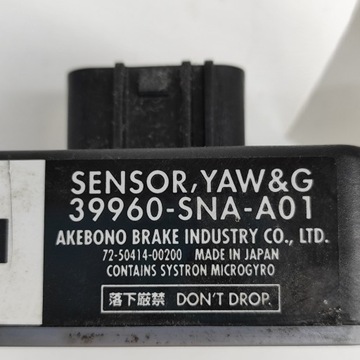 SENSOR,YAW&G
39960-SNA-A01
AKEBONO BRAKE INDUSTRY CO., LTD.
72-50414-00200 MADE IN JAPAN
CONTAINS SYSTRON MICROGYRO
落下厳禁 DON'T DROP.